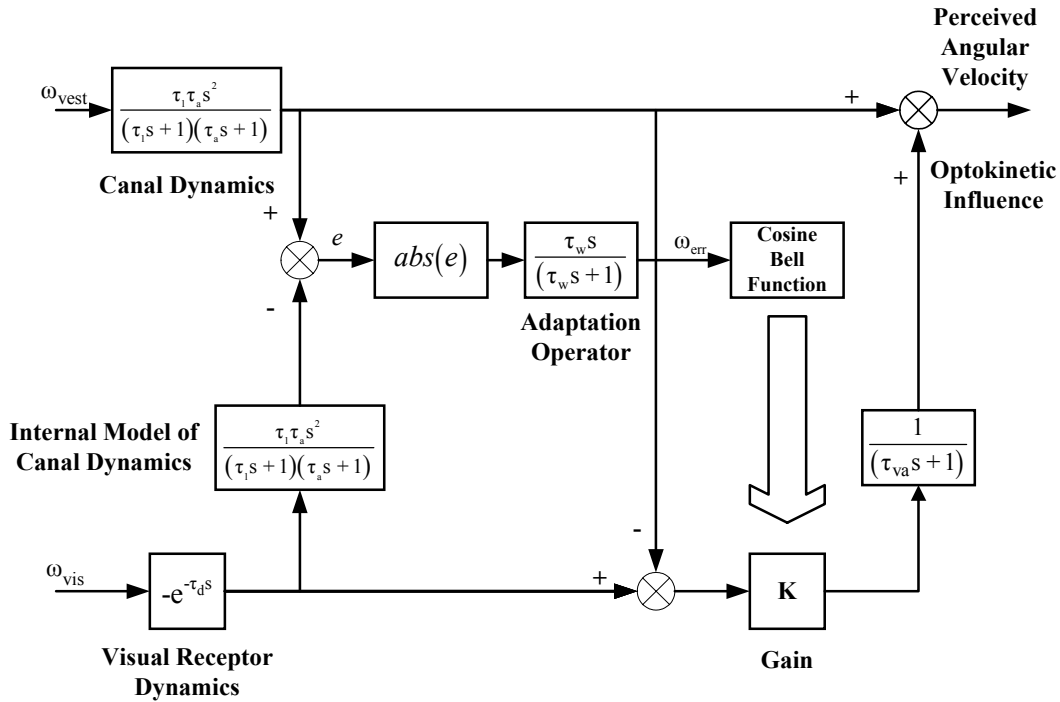 Perceived
Angular
Velocity
ω_vest
τ_l τ_a s²
(τ_l s + 1)(τ_a s + 1)
+
Canal Dynamics
+
Optokinetic
Influence
+
e
abs(e)
τ_w s
(τ_w s + 1)
ω_err
Cosine
Bell
Function
-
Adaptation
Operator
Internal Model of
Canal Dynamics
τ_l τ_a s²
(τ_l s + 1)(τ_a s + 1)
1
(τ_va s + 1)
-
ω_vis
-e^{-τ_d s}
+
K
Visual Receptor
Dynamics
Gain